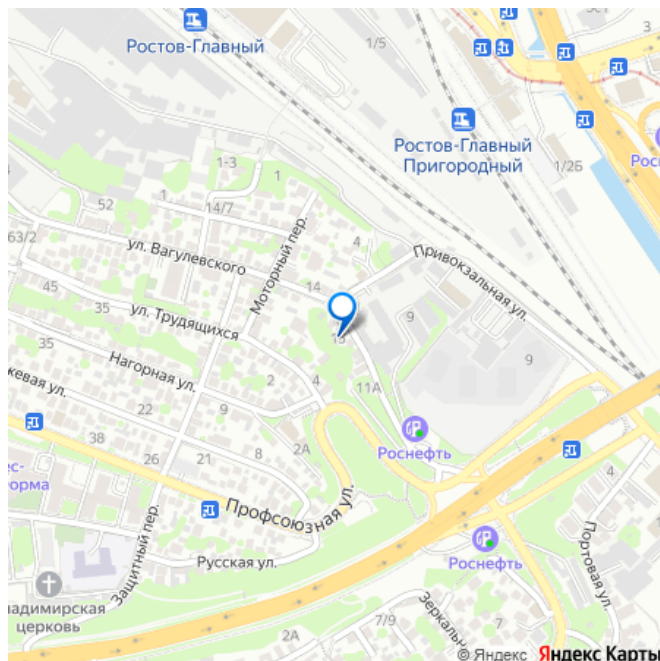 Ростов-Главный
1/5
3
Ростов-Главный
Пригородный
1/26
1-3
1
1
52
14/7
63/2
ул. Вагулевского
Моторный пер.
4
Привокзальная ул.
45
14
35
ул. Трудящихся
9
35
9
Нагорная ул.
2
4
11А
22
9
Роснефть
38
26
21
8
2А
4
Профсоюзная ул.
Русская ул.
Роснефть
Портовая ул.
Защитный пер.
церковь
2А
7/9
7
© Яндекс
Яндекс Карты